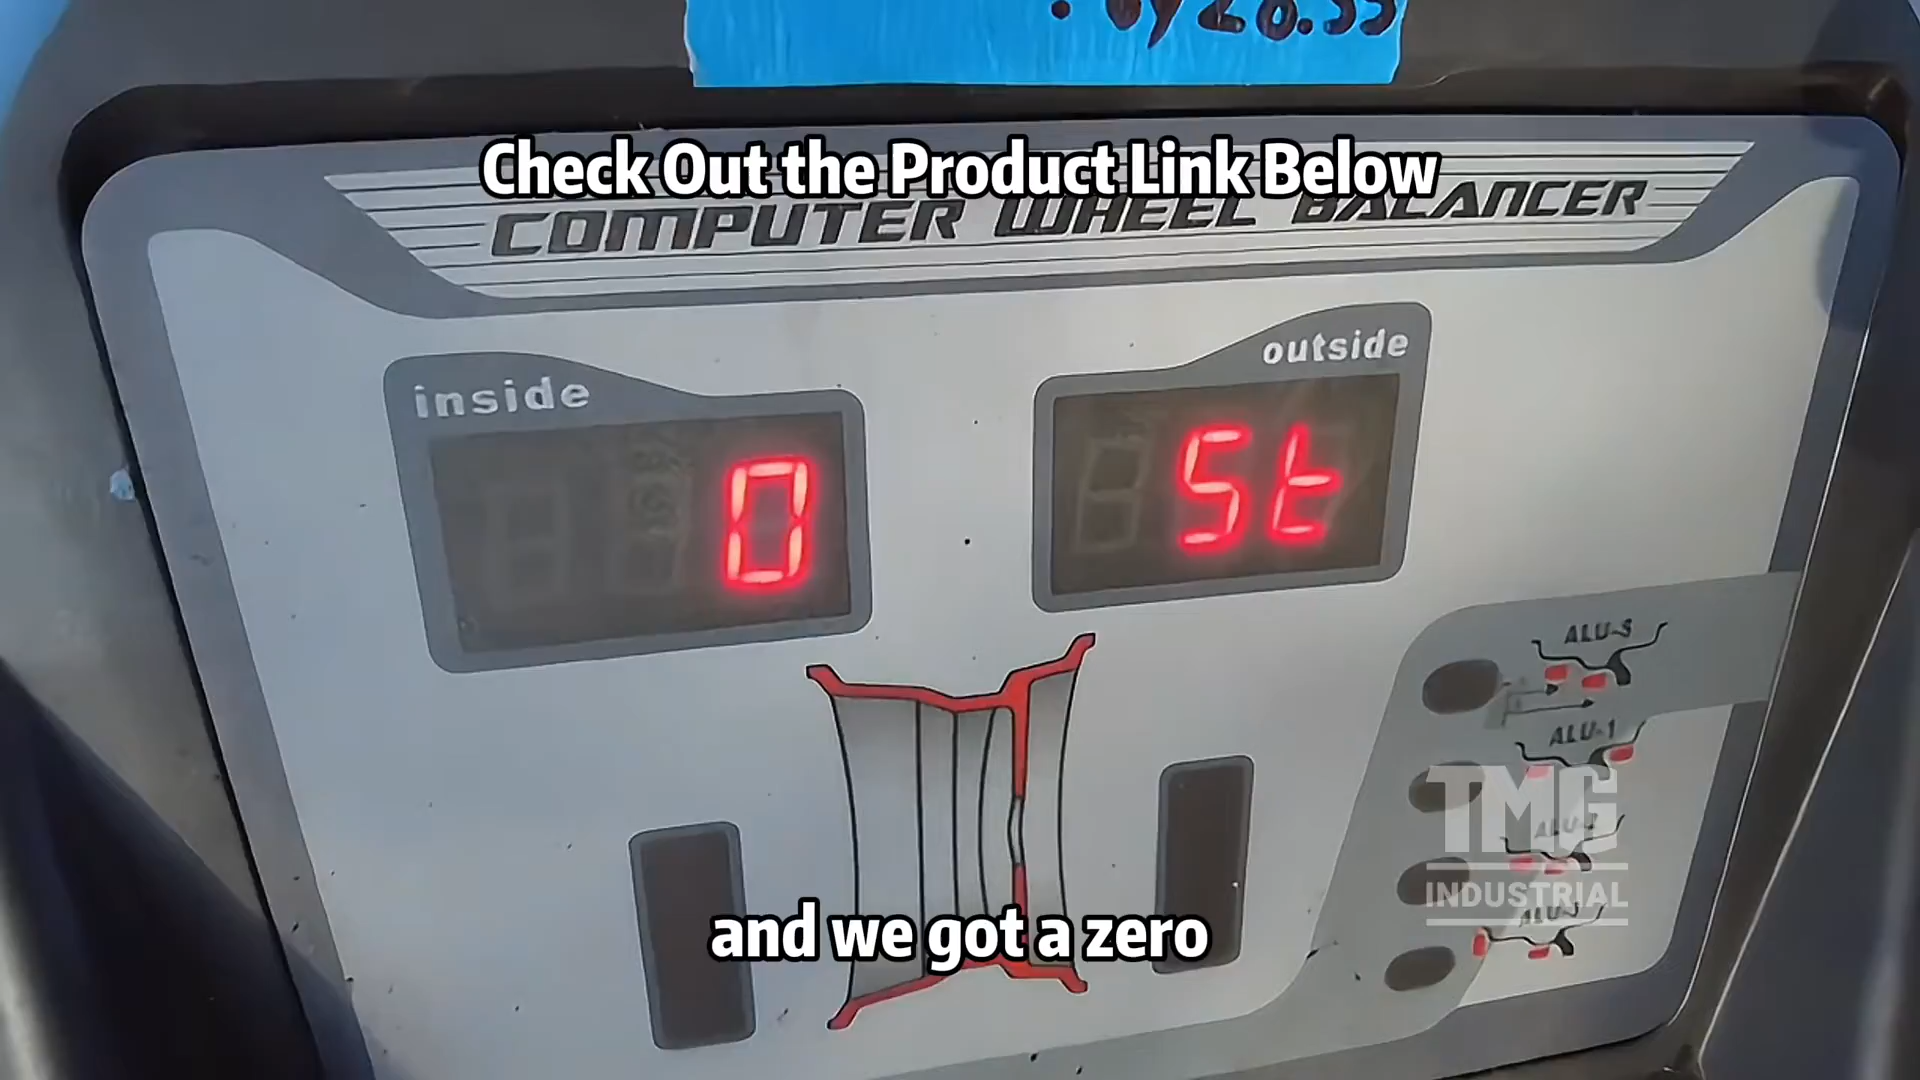 Check Out the Product Link Below
COMPUTER WHEEL BALANCER
inside
outside
0
St
ALU-S
ALU-1
TMG
INDUSTRIAL
and we got a zero